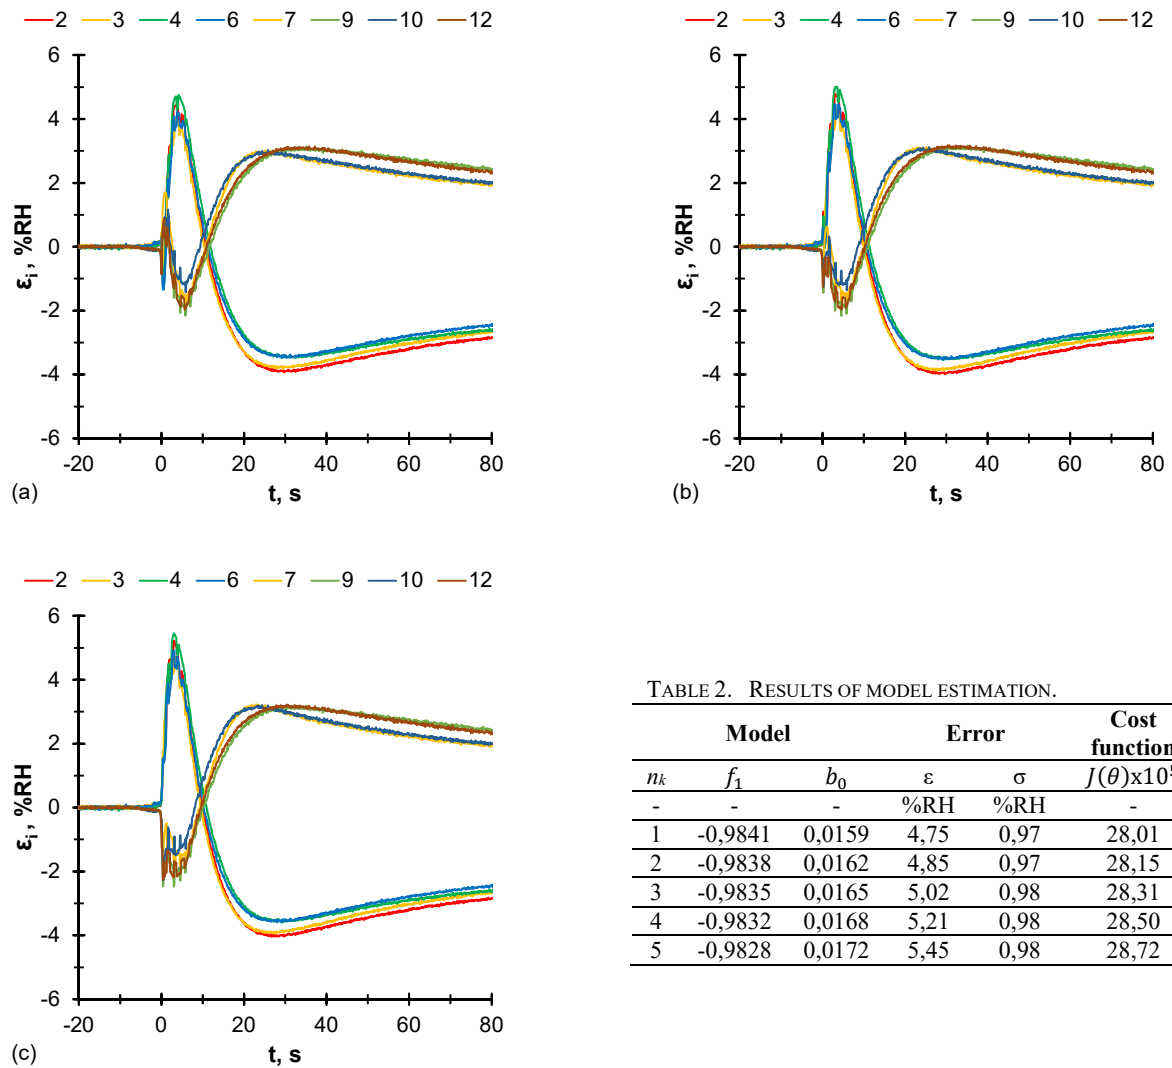 2 3 4 6 7 9 10 12
6
4
2
0
-2
-4
-6
-20 0 20 40 60 80
εi , %RH
t, s
(a)
2 3 4 6 7 9 10 12
6
4
2
0
-2
-4
-6
-20 0 20 40 60 80
εi , %RH
t, s
(b)
2 3 4 6 7 9 10 12
6
4
2
0
-2
-4
-6
-20 0 20 40 60 80
εi , %RH
t, s
(c)
TABLE 2. RESULTS OF MODEL ESTIMATION.
Model Error Cost
function
nk f1 b0 ε σ J(θ)x10
- - - %RH %RH -
1 -0,9841 0,0159 4,75 0,97 28,01
2 -0,9838 0,0162 4,85 0,97 28,15
3 -0,9835 0,0165 5,02 0,98 28,31
4 -0,9832 0,0168 5,21 0,98 28,50
5 -0,9828 0,0172 5,45 0,98 28,72